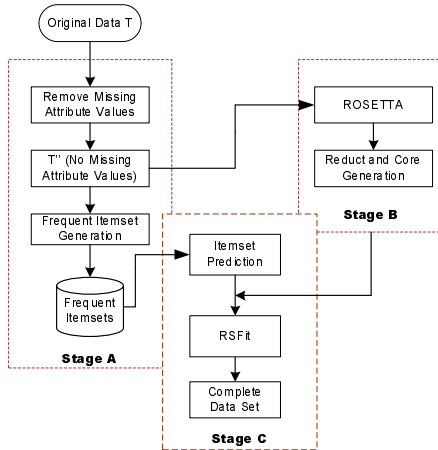 Original Data T
Remove Missing
Attribute Values
T'' (No Missing
Attribute Values)
Frequent Itemset
Generation
Frequent
Itemsets
Stage A
ROSETTA
Reduct and Core
Generation
Stage B
Itemset
Prediction
RSFit
Complete
Data Set
Stage C